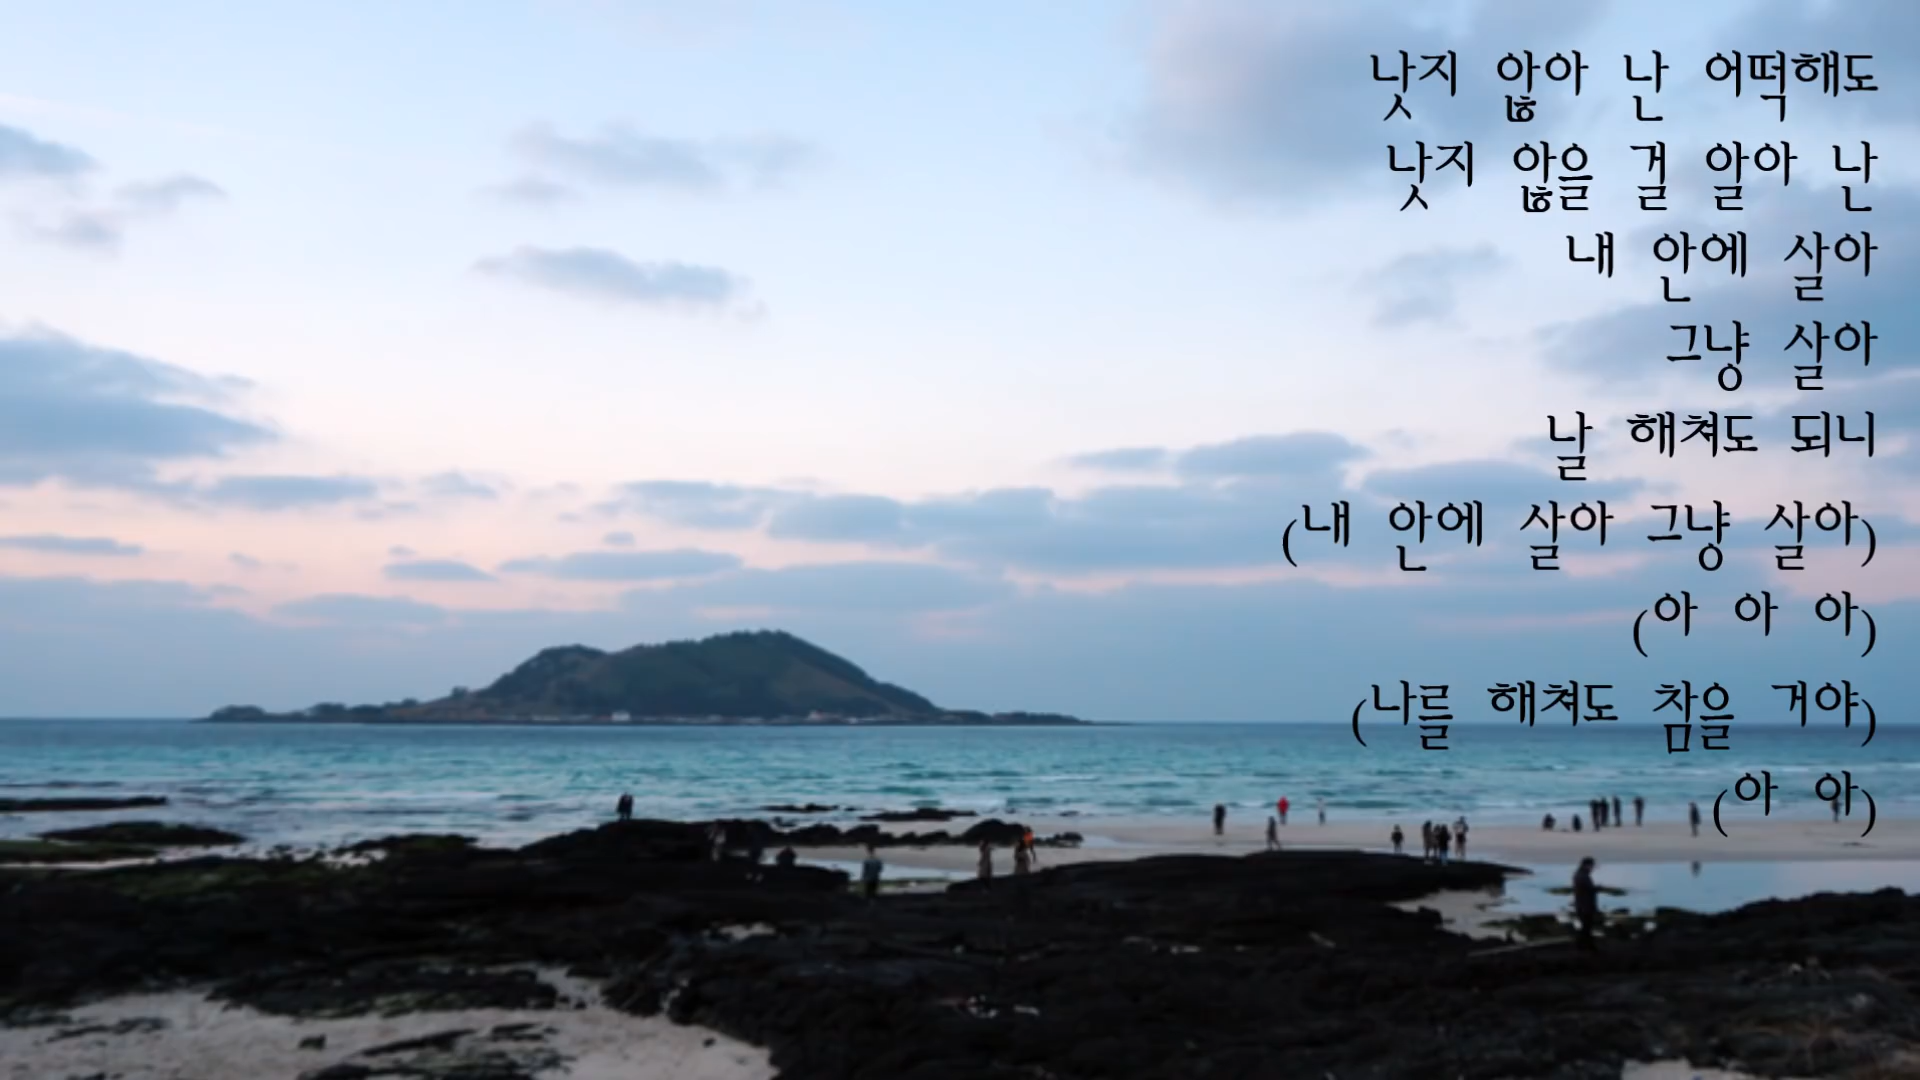 낫지 않아 난 어떡해도
낫지 않을 걸 알아 난
내 안에 살아
그냥 살아
날 해쳐도 되니
(내 안에 살아 그냥 살아)
(아 아 아)
(나를 해쳐도 참을 거야)
(아 아)